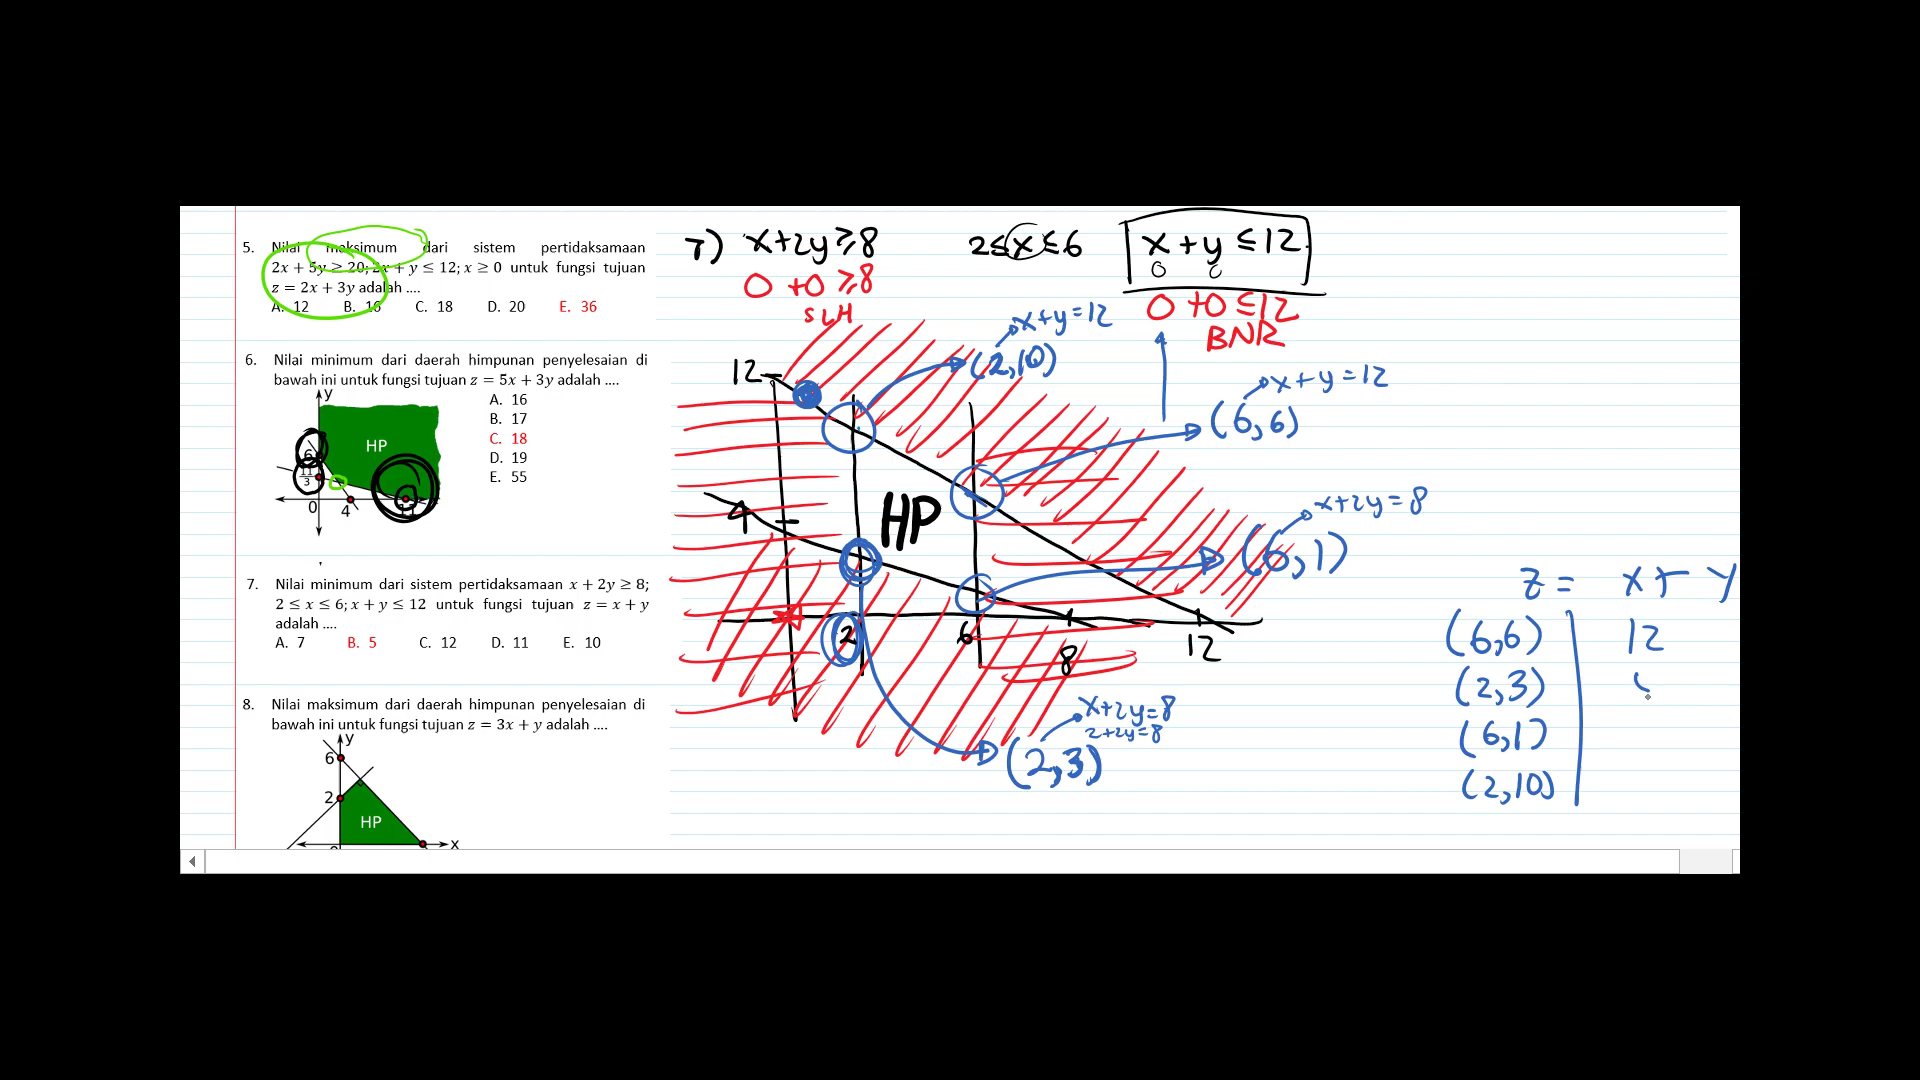 5. Nilai maksimum dari sistem pertidaksamaan
2x + 5y ≥ 20; 2x + y ≤ 12; x ≥ 0 untuk fungsi tujuan
z = 2x + 3y adalah ....
A. 12 B. 16 C. 18 D. 20 E. 36
6. Nilai minimum dari daerah himpunan penyelesaian di
bawah ini untuk fungsi tujuan z = 5x + 3y adalah ....
y
HP
6
11/3
0
4
11
A. 16
B. 17
C. 18
D. 19
E. 55
7. Nilai minimum dari sistem pertidaksamaan x + 2y ≥ 8;
2 ≤ x ≤ 6; x + y ≤ 12 untuk fungsi tujuan z = x + y
adalah ....
A. 7 B. 5 C. 12 D. 11 E. 10
8. Nilai maksimum dari daerah himpunan penyelesaian di
bawah ini untuk fungsi tujuan z = 3x + y adalah ....
y
6
2
HP
x
7) x+2y ≥ 8 2 ≤ x ≤ 6 x + y ≤ 12
0 0
0 + 0 ≥ 8
SLH
0 + 0 ≤ 12
BNR
x+y=12
(2,10)
x+y=12
(6,6)
12
4
HP
x+2y=8
(6,1)
2
6
8
12
x+2y=8
2+2y=8
(2,3)
z = x + y
(6,6) 12
(2,3)
(6,1)
(2,10)